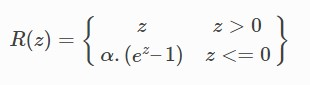 R(z) = { z z > 0
α. (e^z–1) z <= 0 }